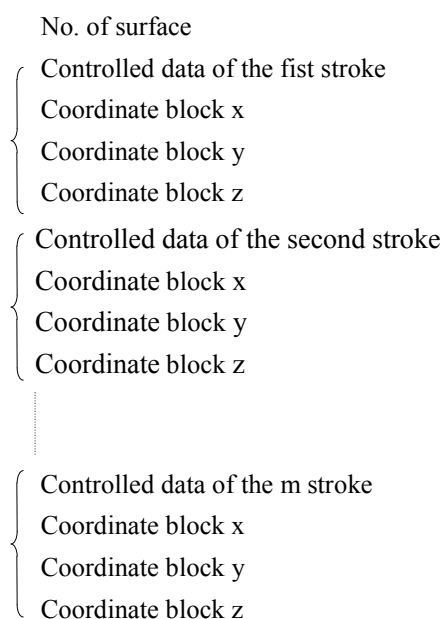 No. of surface
Controlled data of the fist stroke
Coordinate block x
Coordinate block y
Coordinate block z
Controlled data of the second stroke
Coordinate block x
Coordinate block y
Coordinate block z
Controlled data of the m stroke
Coordinate block x
Coordinate block y
Coordinate block z